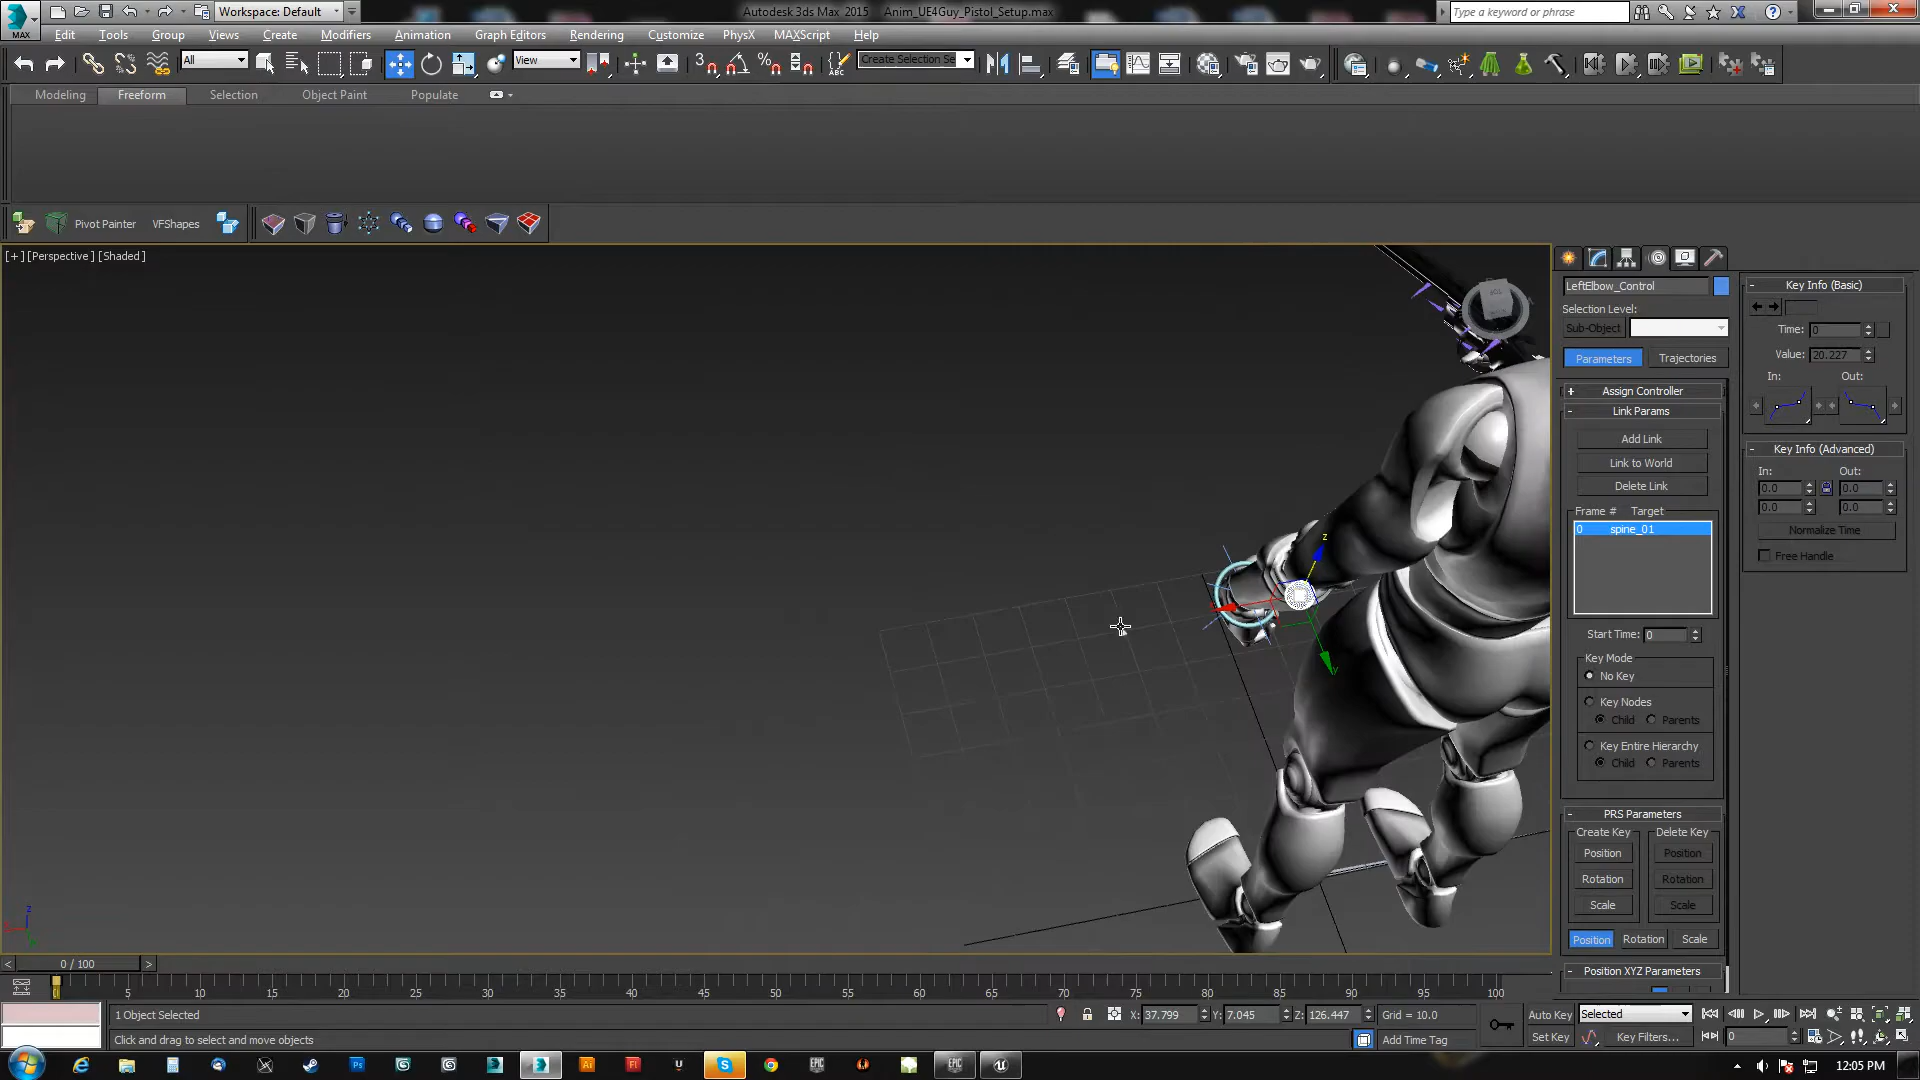 Workspace: Default
Autodesk 3ds Max 2015 Anim_UE4Guy_Pistol_Setup.max
Type a keyword or phrase
MAX
Edit Tools Group Views Create Modifiers Animation Graph Editors Rendering Customize PhysX MAXScript Help
All
View
3
ABC
Create Selection Se
Modeling Freeform Selection Object Paint Populate
Pivot Painter VFShapes
[+] [Perspective ] [Shaded ]
LeftElbow_Control
Selection Level:
Sub-Object
Parameters Trajectories
+ Assign Controller
- Link Params
Add Link
Link to World
Delete Link
Frame # Target
0 spine_01
Start Time: 0
Key Mode
No Key
Key Nodes
Child Parents
Key Entire Hierarchy
Child Parents
- PRS Parameters
Create Key Delete Key
Position Position
Rotation Rotation
Scale Scale
Position Rotation Scale
- Position XYZ Parameters
- Key Info (Basic)
Time: 0
Value: 20.227
In: Out:
- Key Info (Advanced)
In: Out:
0.0 0.0
0.0 0.0
Normalize Time
Free Handle
z
y
z
< 0 / 100 >
5 10 15 20 25 30 35 40 45 50 55 60 65 70 75 80 85 90 95 100
1 Object Selected
X: 37.799 Y: 7.045 Z: 126.447 Grid = 10.0
Auto Key Selected
Click and drag to select and move objects
Add Time Tag
Set Key Key Filters... 0
12:05 PM